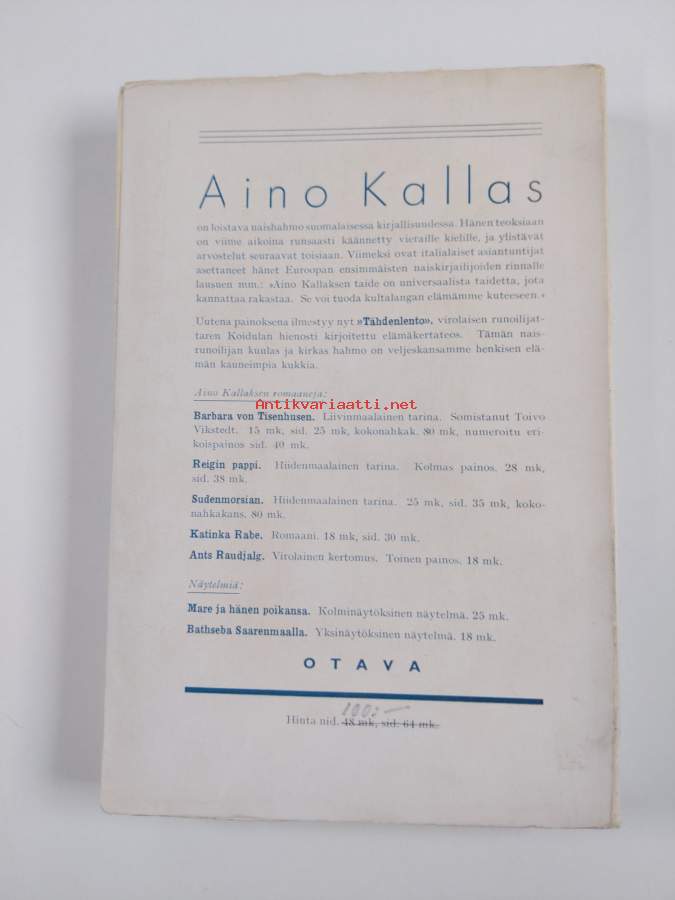 Aino Kallas
on loistava naishahmo suomalaisessa kirjallisuudessa. Hänen teoksiaan
on viime aikoina runsaasti käännetty vieraille kielille, ja ylistävät
arvostelut seuraavat toisiaan. Viimeksi ovat italialaiset asiantuntijat
asettaneet hänet Euroopan ensimmäisten naiskirjailijoiden rinnalle
lausuen mm.: »Aino Kallaksen taide on universaalista taidetta, jota
kannattaa rakastaa. Se voi tuoda kultalangan elämämme kuteeseen.»
Uutena painoksena ilmestyy nyt »Tähdenlento», virolaisen runoilijat-
taren Koidulan hienosti kirjoitettu elämäkertateos. Tämän nais-
runoilijan kuulas ja kirkas hahmo on veljeskansamme henkisen elä-
män kauneimpia kukkia.
Aino Kallaksen romaaneja:
Antikvariaatti.net
Barbara von Tisenhusen. Liivinmaalainen tarina. Somistanut Toivo
Vikstedt. 15 mk, sid. 25 mk, kokonahkak. 80 mk, numeroitu eri-
koispainos sid. 40 mk.
Reigin pappi. Hiidenmaalainen tarina. Kolmas painos. 28 mk,
sid. 38 mk.
Sudenmorsian. Hiidenmaalainen tarina. 25 mk, sid. 35 mk, koko-
nahkakans. 80 mk.
Katinka Rabe. Romaani. 18 mk, sid. 30 mk.
Ants Raudjalg. Virolainen kertomus. Toinen painos. 18 mk.
Näytelmiä:
Mare ja hänen poikansa. Kolminäytöksinen näytelmä. 25 mk.
Bathseba Saarenmaalla. Yksinäytöksinen näytelmä. 18 mk.
OTAVA
100:—
Hinta nid. 48 mk, sid. 64 mk.